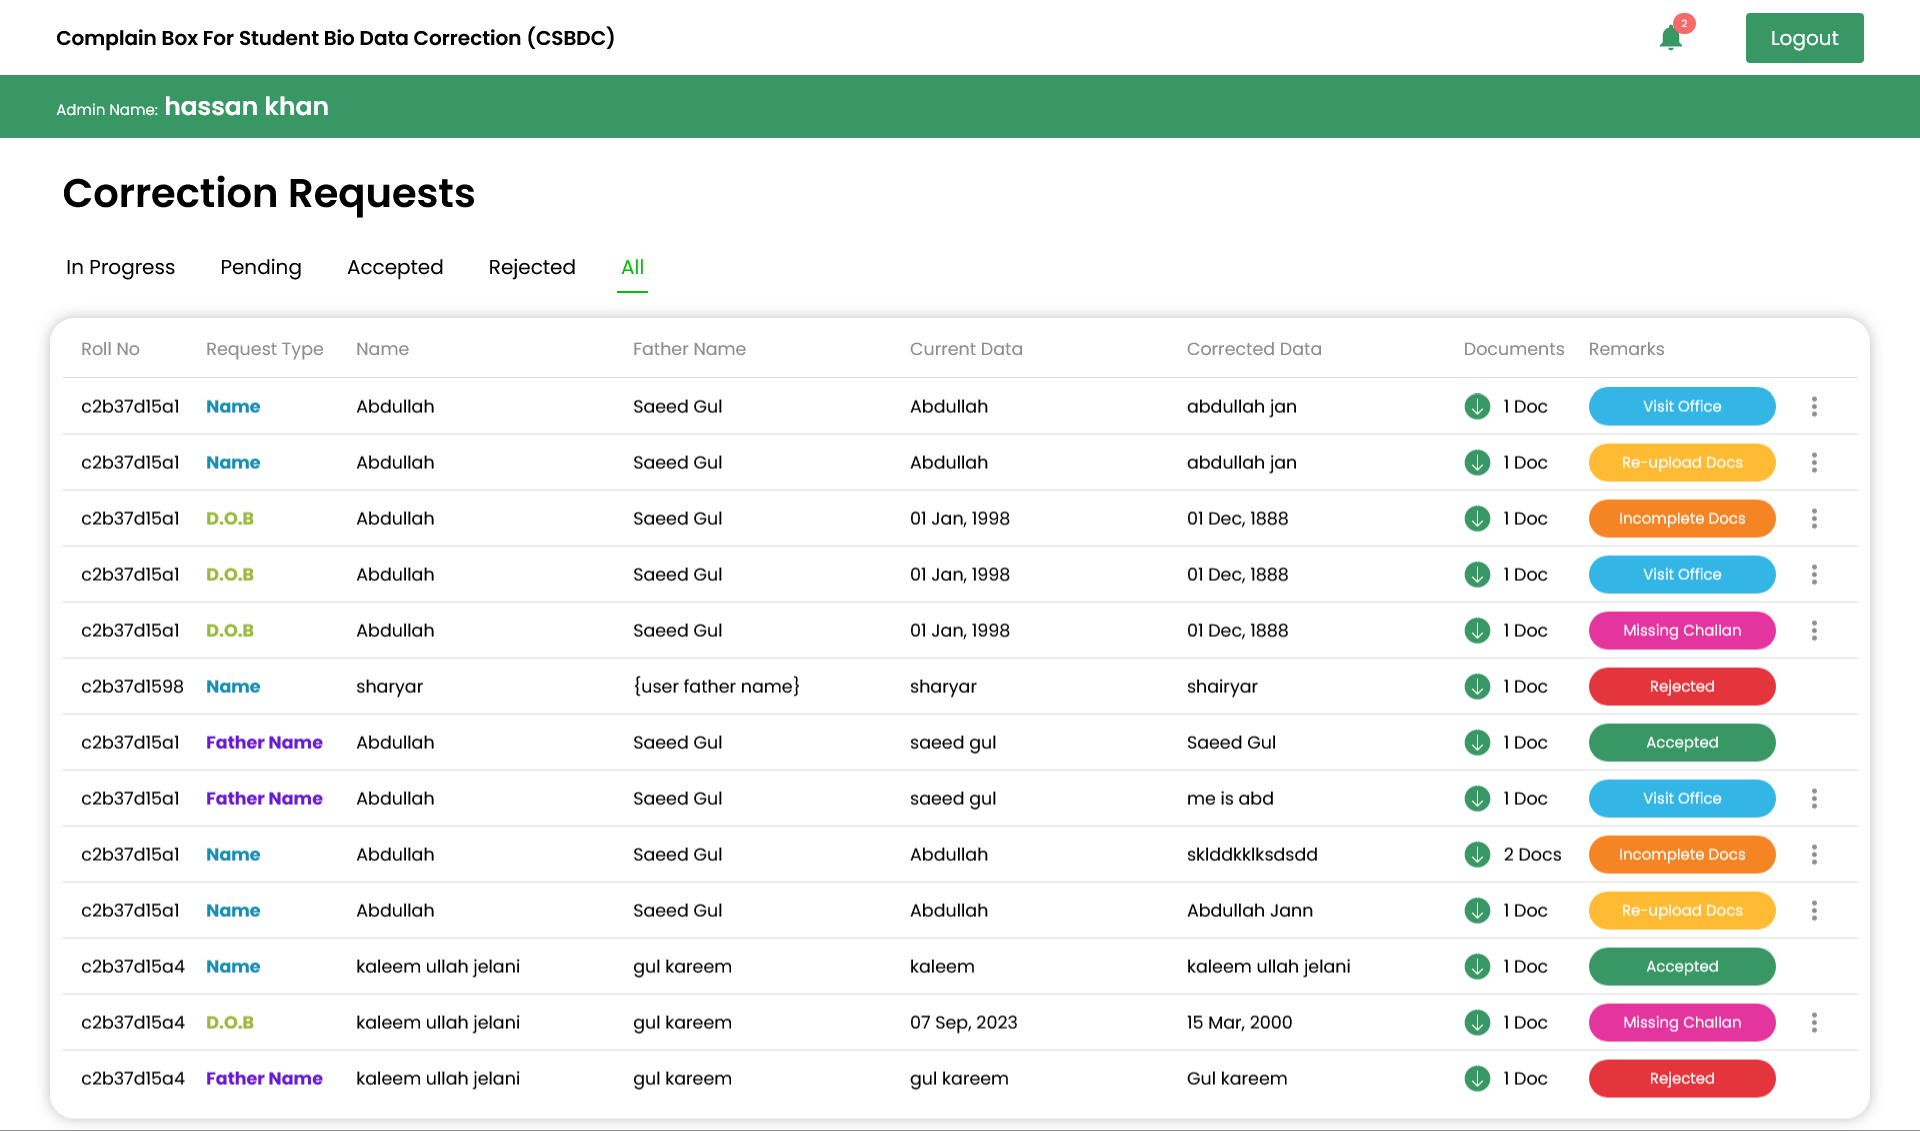 Complain Box For Student Bio Data Correction (CSBDC) 2 Logout
Admin Name: hassan khan
Correction Requests
In Progress Pending Accepted Rejected All
Roll No Request Type Name Father Name Current Data Corrected Data Documents Remarks
c2b37d15a1 Name Abdullah Saeed Gul Abdullah abdullah jan 1 Doc Visit Office
c2b37d15a1 Name Abdullah Saeed Gul Abdullah abdullah jan 1 Doc Re-upload Docs
c2b37d15a1 D.O.B Abdullah Saeed Gul 01 Jan, 1998 01 Dec, 1888 1 Doc Incomplete Docs
c2b37d15a1 D.O.B Abdullah Saeed Gul 01 Jan, 1998 01 Dec, 1888 1 Doc Visit Office
c2b37d15a1 D.O.B Abdullah Saeed Gul 01 Jan, 1998 01 Dec, 1888 1 Doc Missing Challan
c2b37d1598 Name sharyar {user father name} sharyar shairyar 1 Doc Rejected
c2b37d15a1 Father Name Abdullah Saeed Gul saeed gul Saeed Gul 1 Doc Accepted
c2b37d15a1 Father Name Abdullah Saeed Gul saeed gul me is abd 1 Doc Visit Office
c2b37d15a1 Name Abdullah Saeed Gul Abdullah sklddkklksdsdd 2 Docs Incomplete Docs
c2b37d15a1 Name Abdullah Saeed Gul Abdullah Abdullah Jann 1 Doc Re-upload Docs
c2b37d15a4 Name kaleem ullah jelani gul kareem kaleem kaleem ullah jelani 1 Doc Accepted
c2b37d15a4 D.O.B kaleem ullah jelani gul kareem 07 Sep, 2023 15 Mar, 2000 1 Doc Missing Challan
c2b37d15a4 Father Name kaleem ullah jelani gul kareem gul kareem Gul kareem 1 Doc Rejected